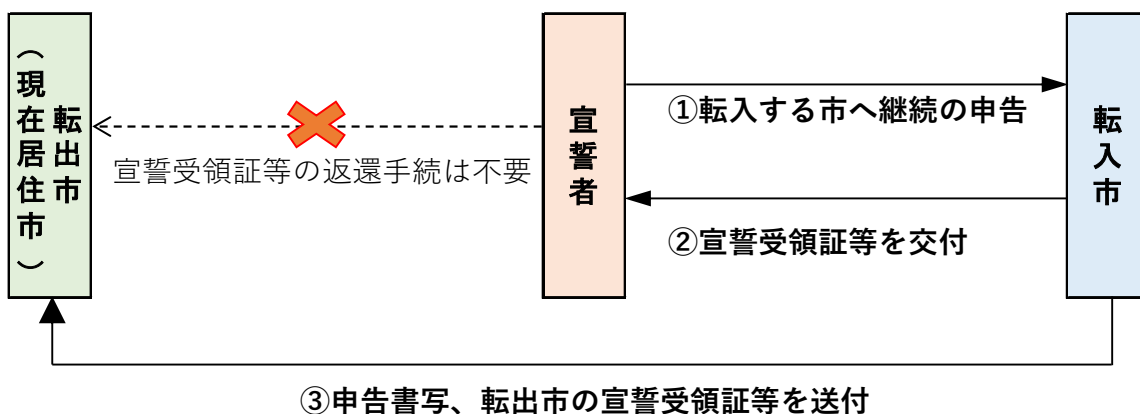 転出市
（現在居住市）
宣誓受領証等の返還手続は不要
宣誓者
①転入する市へ継続の申告
②宣誓受領証等を交付
転入市
③申告書写、転出市の宣誓受領証等を送付